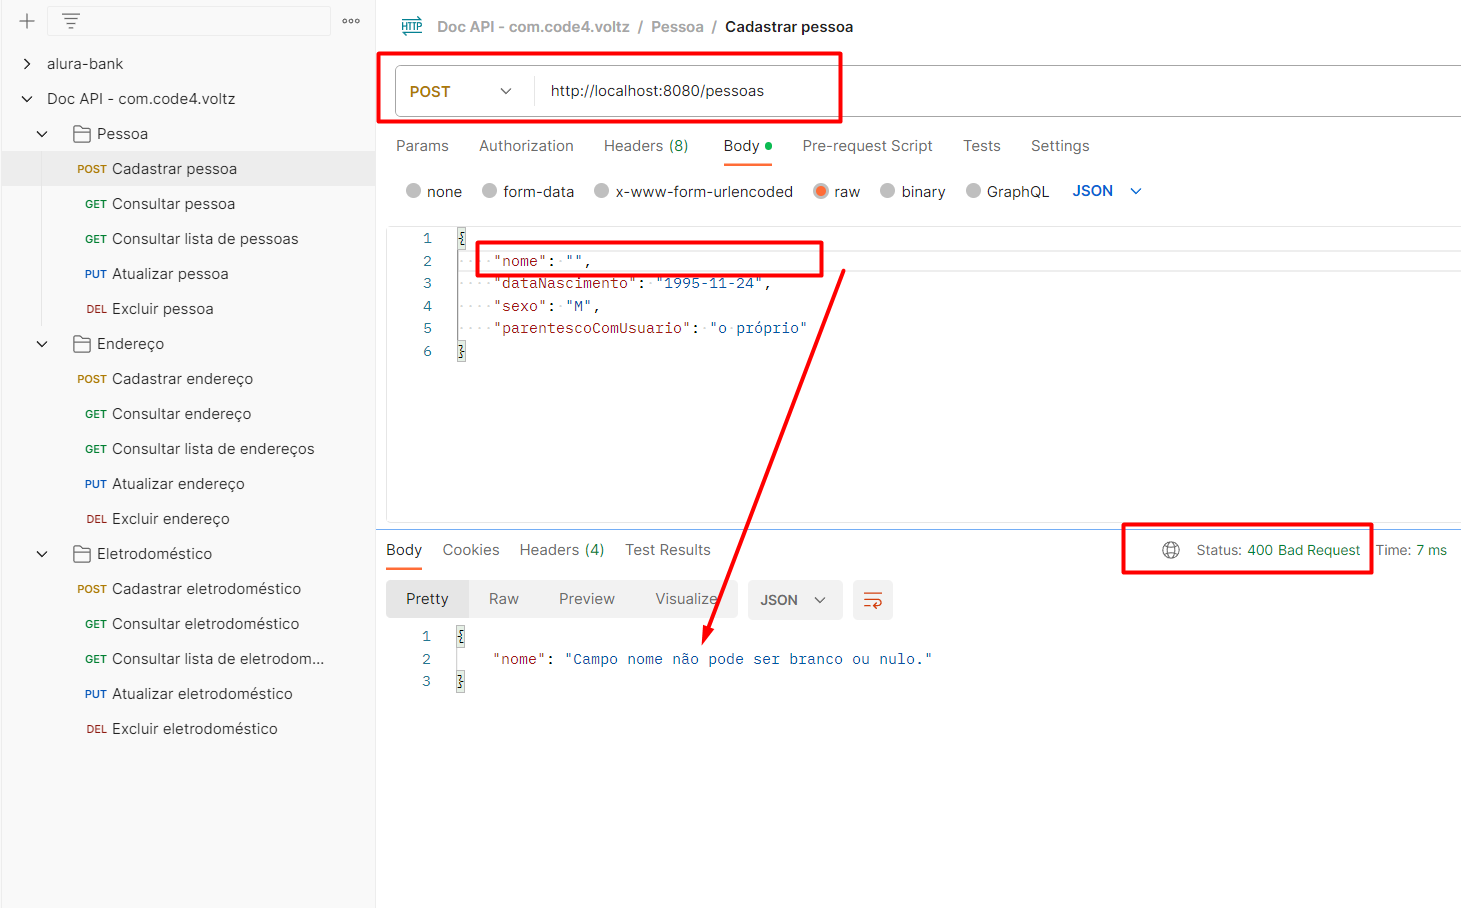 alura-bank
Doc API - com.code4.voltz
Pessoa
POST Cadastrar pessoa
GET Consultar pessoa
GET Consultar lista de pessoas
PUT Atualizar pessoa
DEL Excluir pessoa
Endereço
POST Cadastrar endereço
GET Consultar endereço
GET Consultar lista de endereços
PUT Atualizar endereço
DEL Excluir endereço
Eletrodoméstico
POST Cadastrar eletrodoméstico
GET Consultar eletrodoméstico
GET Consultar lista de eletrodom...
PUT Atualizar eletrodoméstico
DEL Excluir eletrodoméstico
HTTP Doc API - com.code4.voltz / Pessoa / Cadastrar pessoa
POST http://localhost:8080/pessoas
Params Authorization Headers (8) Body Pre-request Script Tests Settings
none form-data x-www-form-urlencoded raw binary GraphQL JSON
1 {
2 "nome": "",
3 "dataNascimento": "1995-11-24",
4 "sexo": "M",
5 "parentescoComUsuario": "o próprio"
6 }
Body Cookies Headers (4) Test Results Status: 400 Bad Request Time: 7 ms
Pretty Raw Preview Visualize JSON
1 {
2 "nome": "Campo nome não pode ser branco ou nulo."
3 }